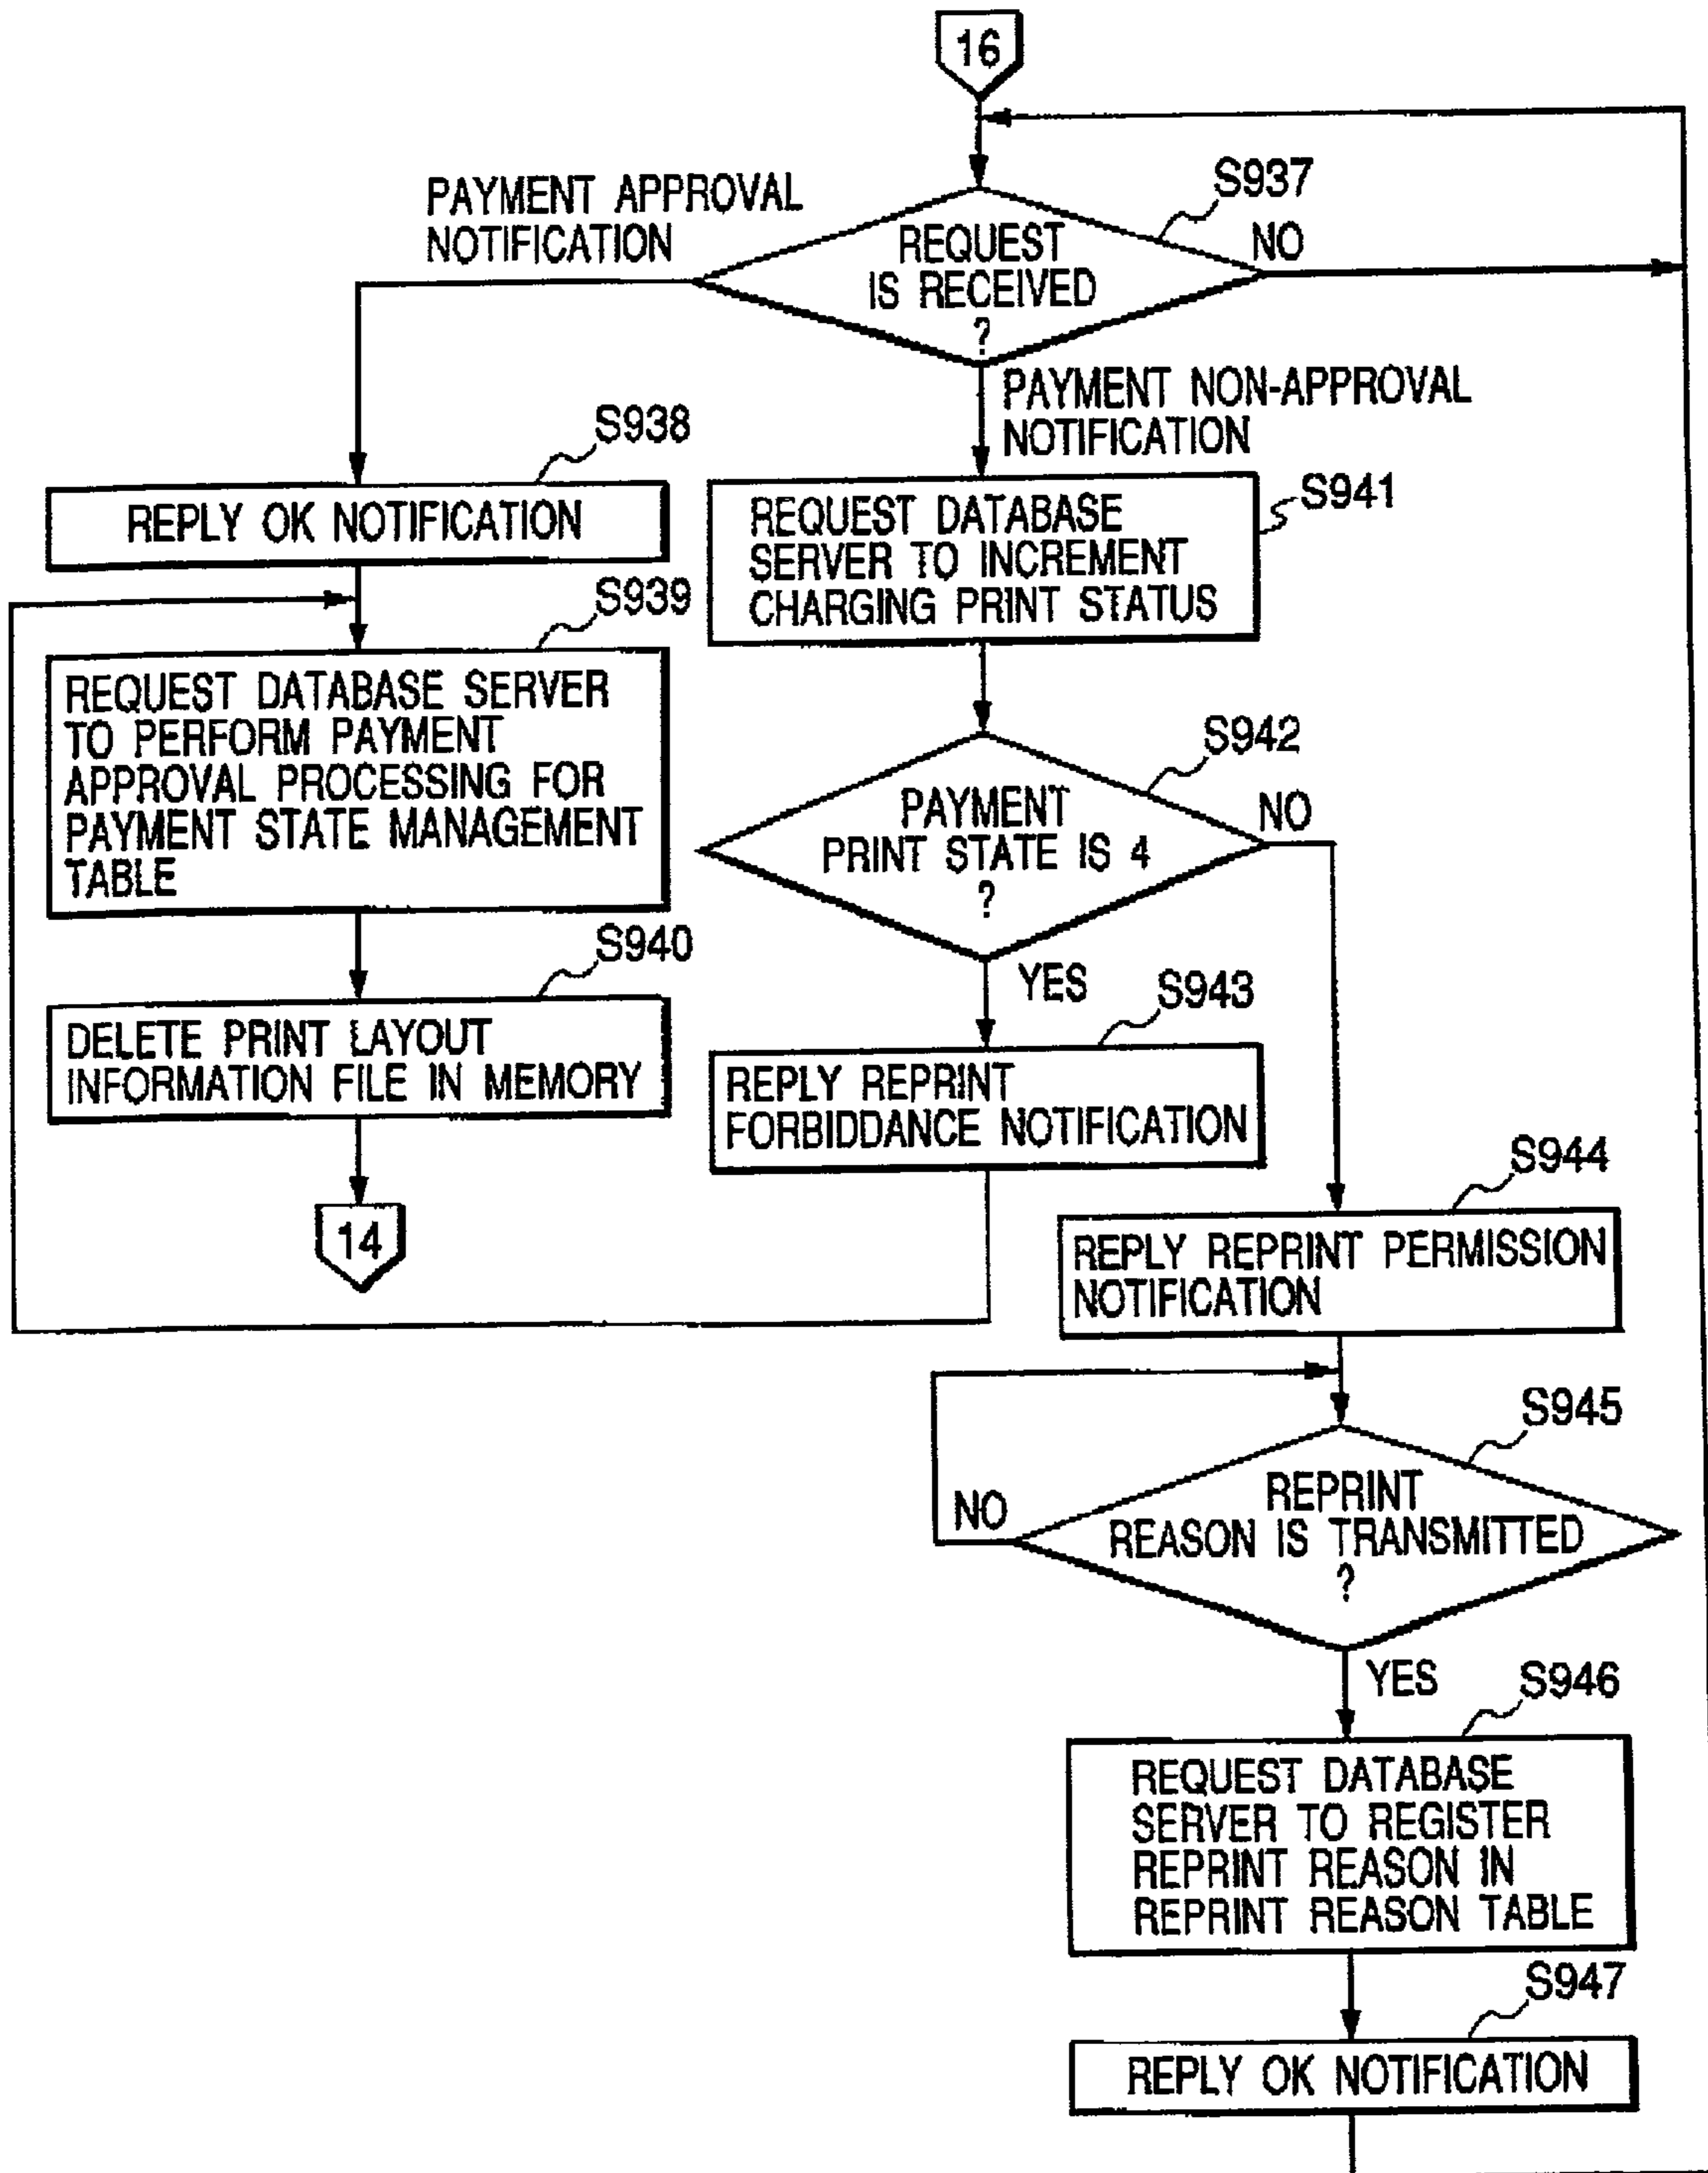 16
PAYMENT APPROVAL
NOTIFICATION
S937
REQUEST
IS RECEIVED
?
NO
PAYMENT NON-APPROVAL
NOTIFICATION
S938
REPLY OK NOTIFICATION
S941
REQUEST DATABASE
SERVER TO INCREMENT
CHARGING PRINT STATUS
S939
REQUEST DATABASE SERVER
TO PERFORM PAYMENT
APPROVAL PROCESSING FOR
PAYMENT STATE MANAGEMENT
TABLE
S942
PAYMENT
PRINT STATE IS 4
?
NO
YES
S940
DELETE PRINT LAYOUT
INFORMATION FILE IN MEMORY
14
S943
REPLY REPRINT
FORBIDDANCE NOTIFICATION
S944
REPLY REPRINT PERMISSION
NOTIFICATION
S945
REPRINT
REASON IS TRANSMITTED
?
NO
YES
S946
REQUEST DATABASE
SERVER TO REGISTER
REPRINT REASON IN
REPRINT REASON TABLE
S947
REPLY OK NOTIFICATION